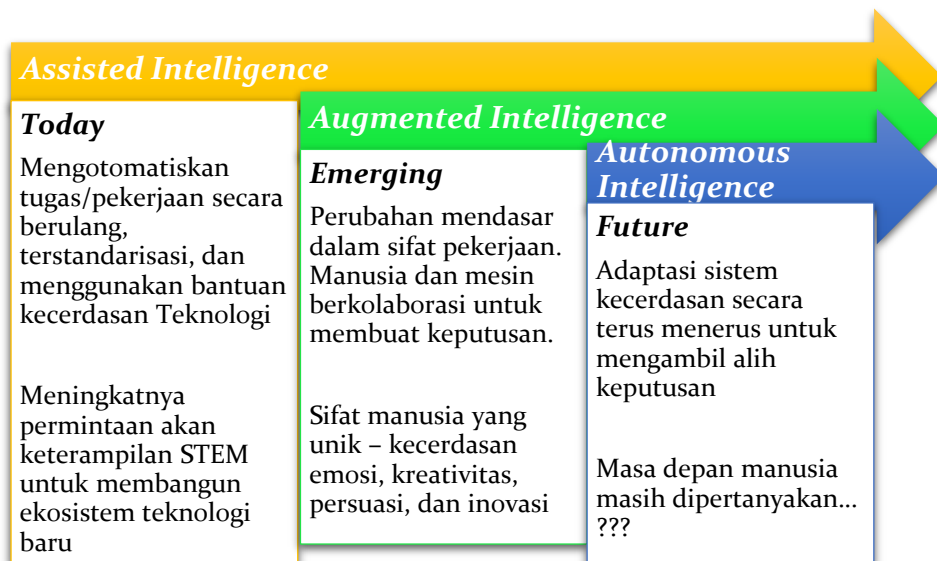 Assisted Intelligence
Today
Mengotomatiskan
tugas/pekerjaan secara
berulang,
terstandarisasi, dan
menggunakan bantuan
kecerdasan Teknologi
Meningkatnya
permintaan akan
keterampilan STEM
untuk membangun
ekosistem teknologi
baru
Augmented Intelligence
Emerging
Perubahan mendasar
dalam sifat pekerjaan.
Manusia dan mesin
berkolaborasi untuk
membuat keputusan.
Sifat manusia yang
unik – kecerdasan
emosi, kreativitas,
persuasi, dan inovasi
Autonomous
Intelligence
Future
Adaptasi sistem
kecerdasan secara
terus menerus untuk
mengambil alih
keputusan
Masa depan manusia
masih dipertanyakan...
???